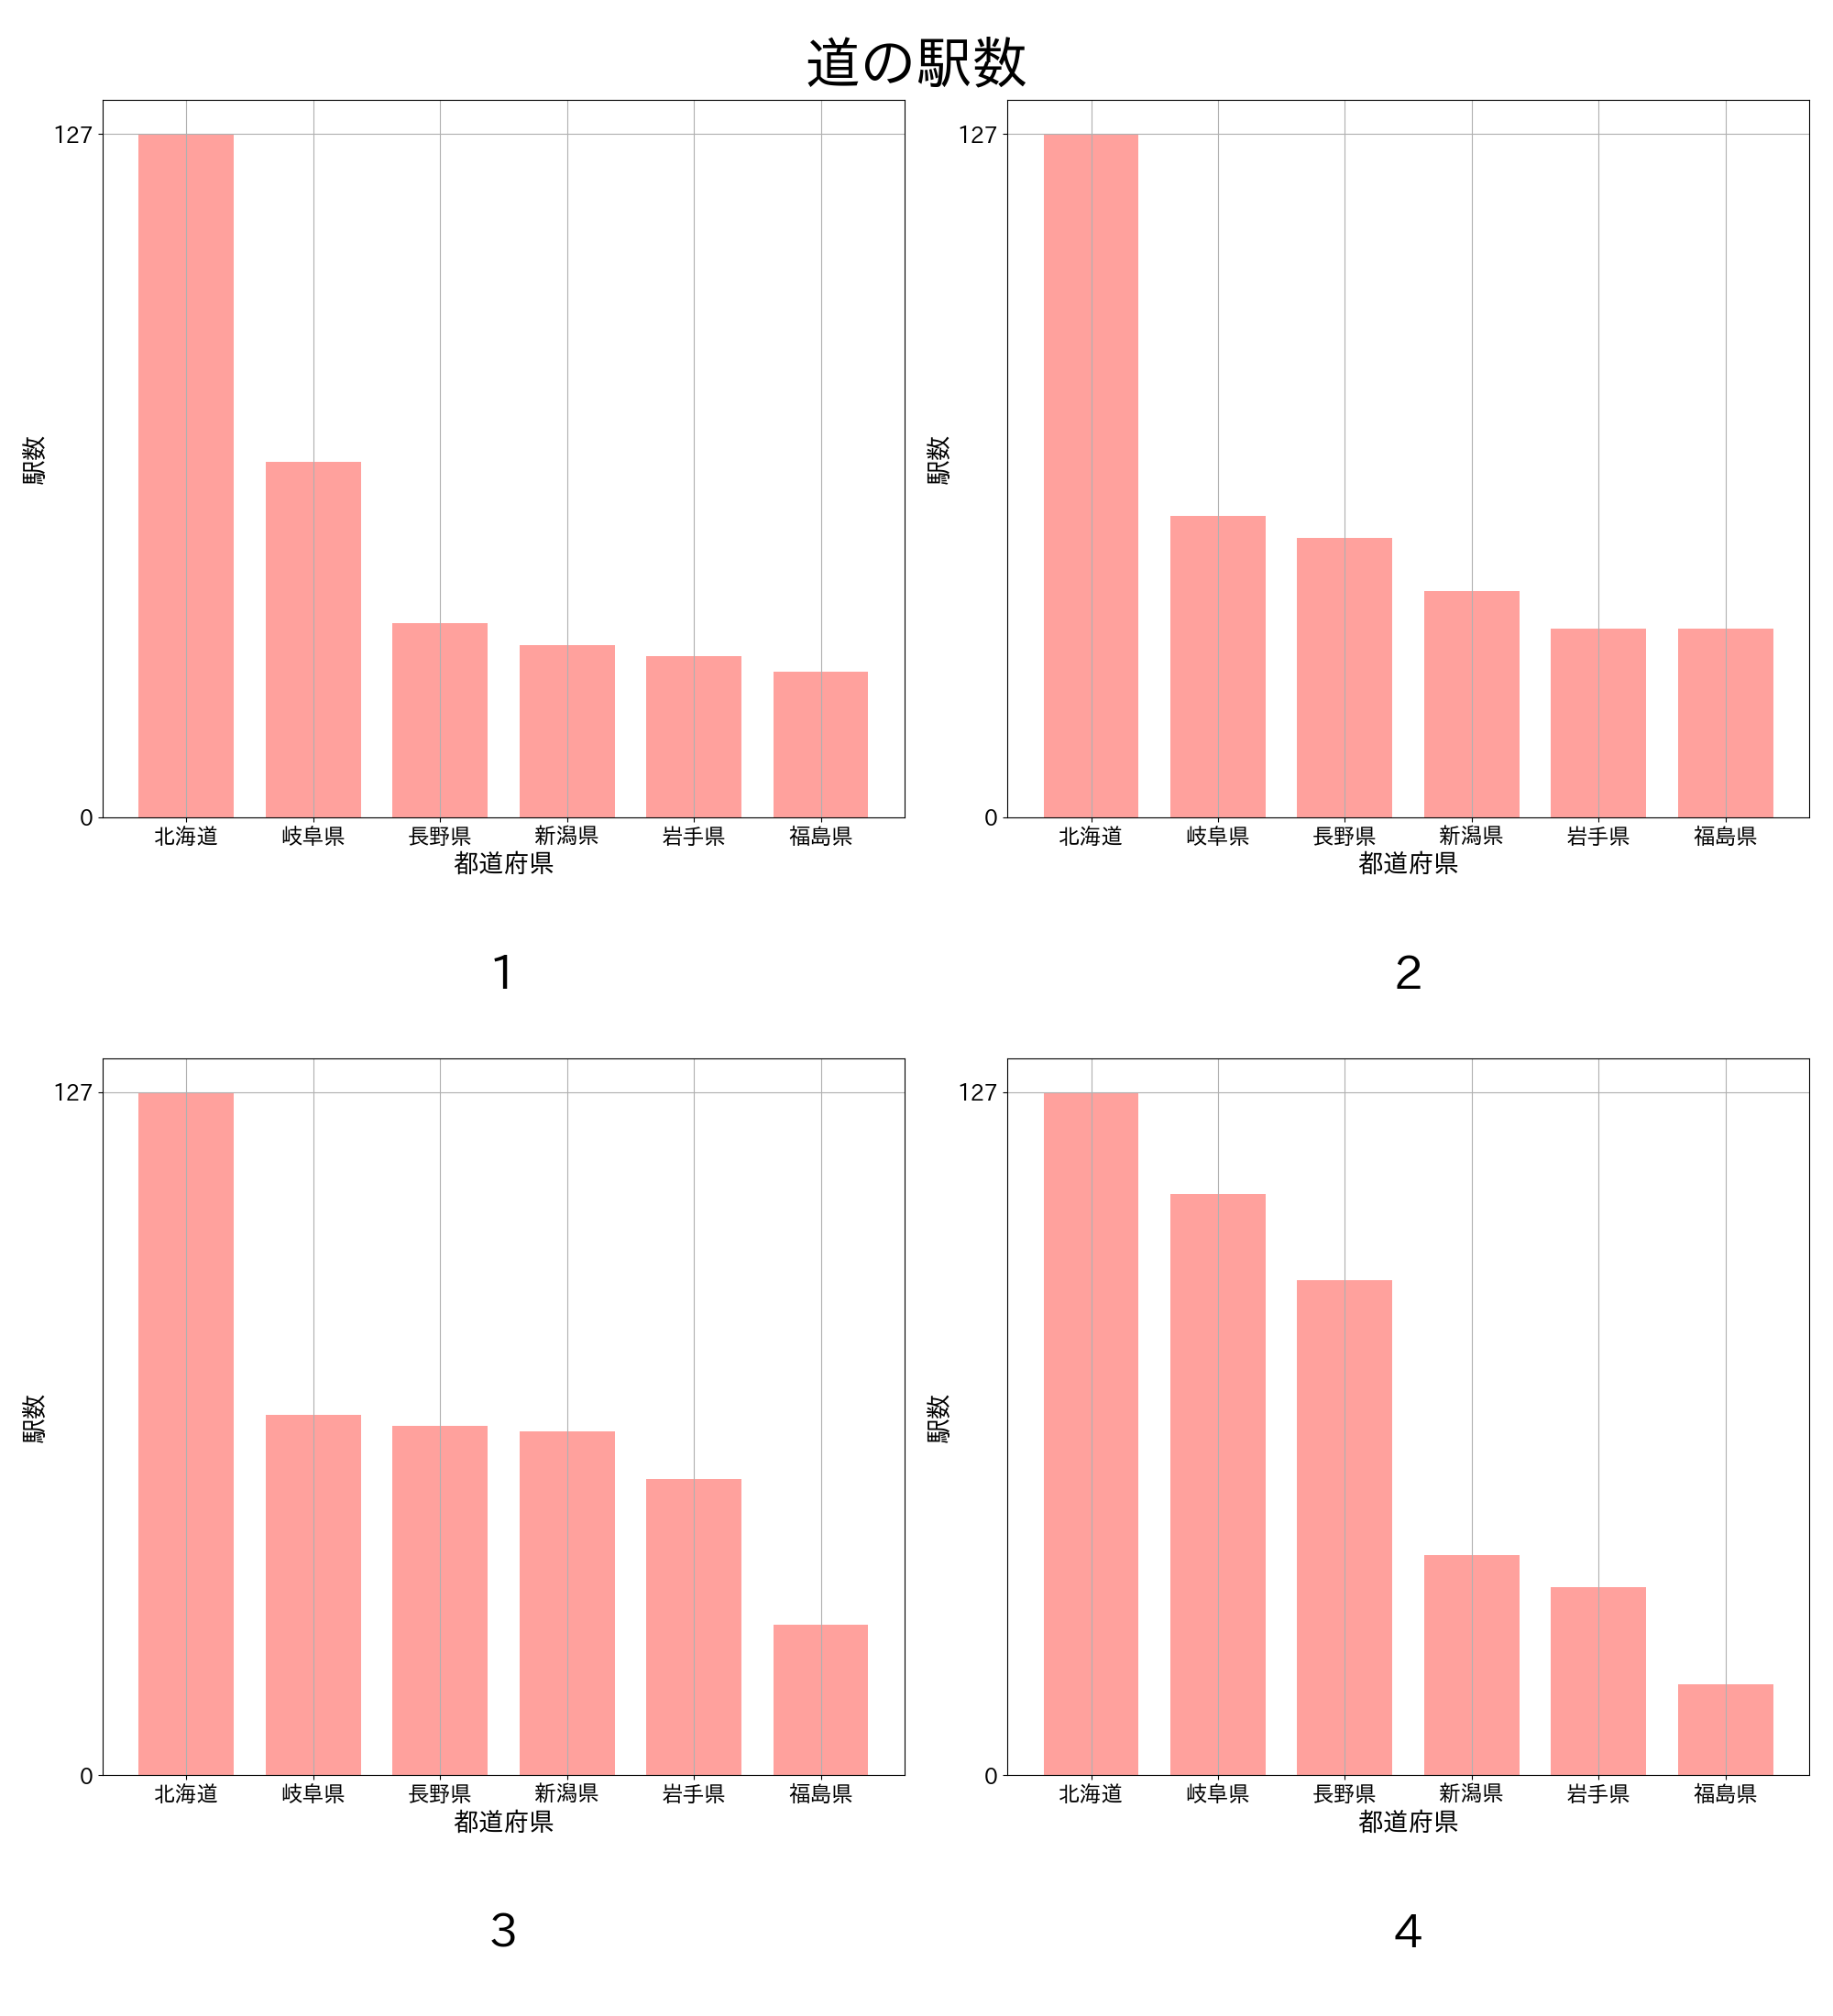 道の駅数
127
0
駅数
北海道 岐阜県 長野県 新潟県 岩手県 福島県
都道府県
1
127
0
駅数
北海道 岐阜県 長野県 新潟県 岩手県 福島県
都道府県
2
127
0
駅数
北海道 岐阜県 長野県 新潟県 岩手県 福島県
都道府県
3
127
0
駅数
北海道 岐阜県 長野県 新潟県 岩手県 福島県
都道府県
4